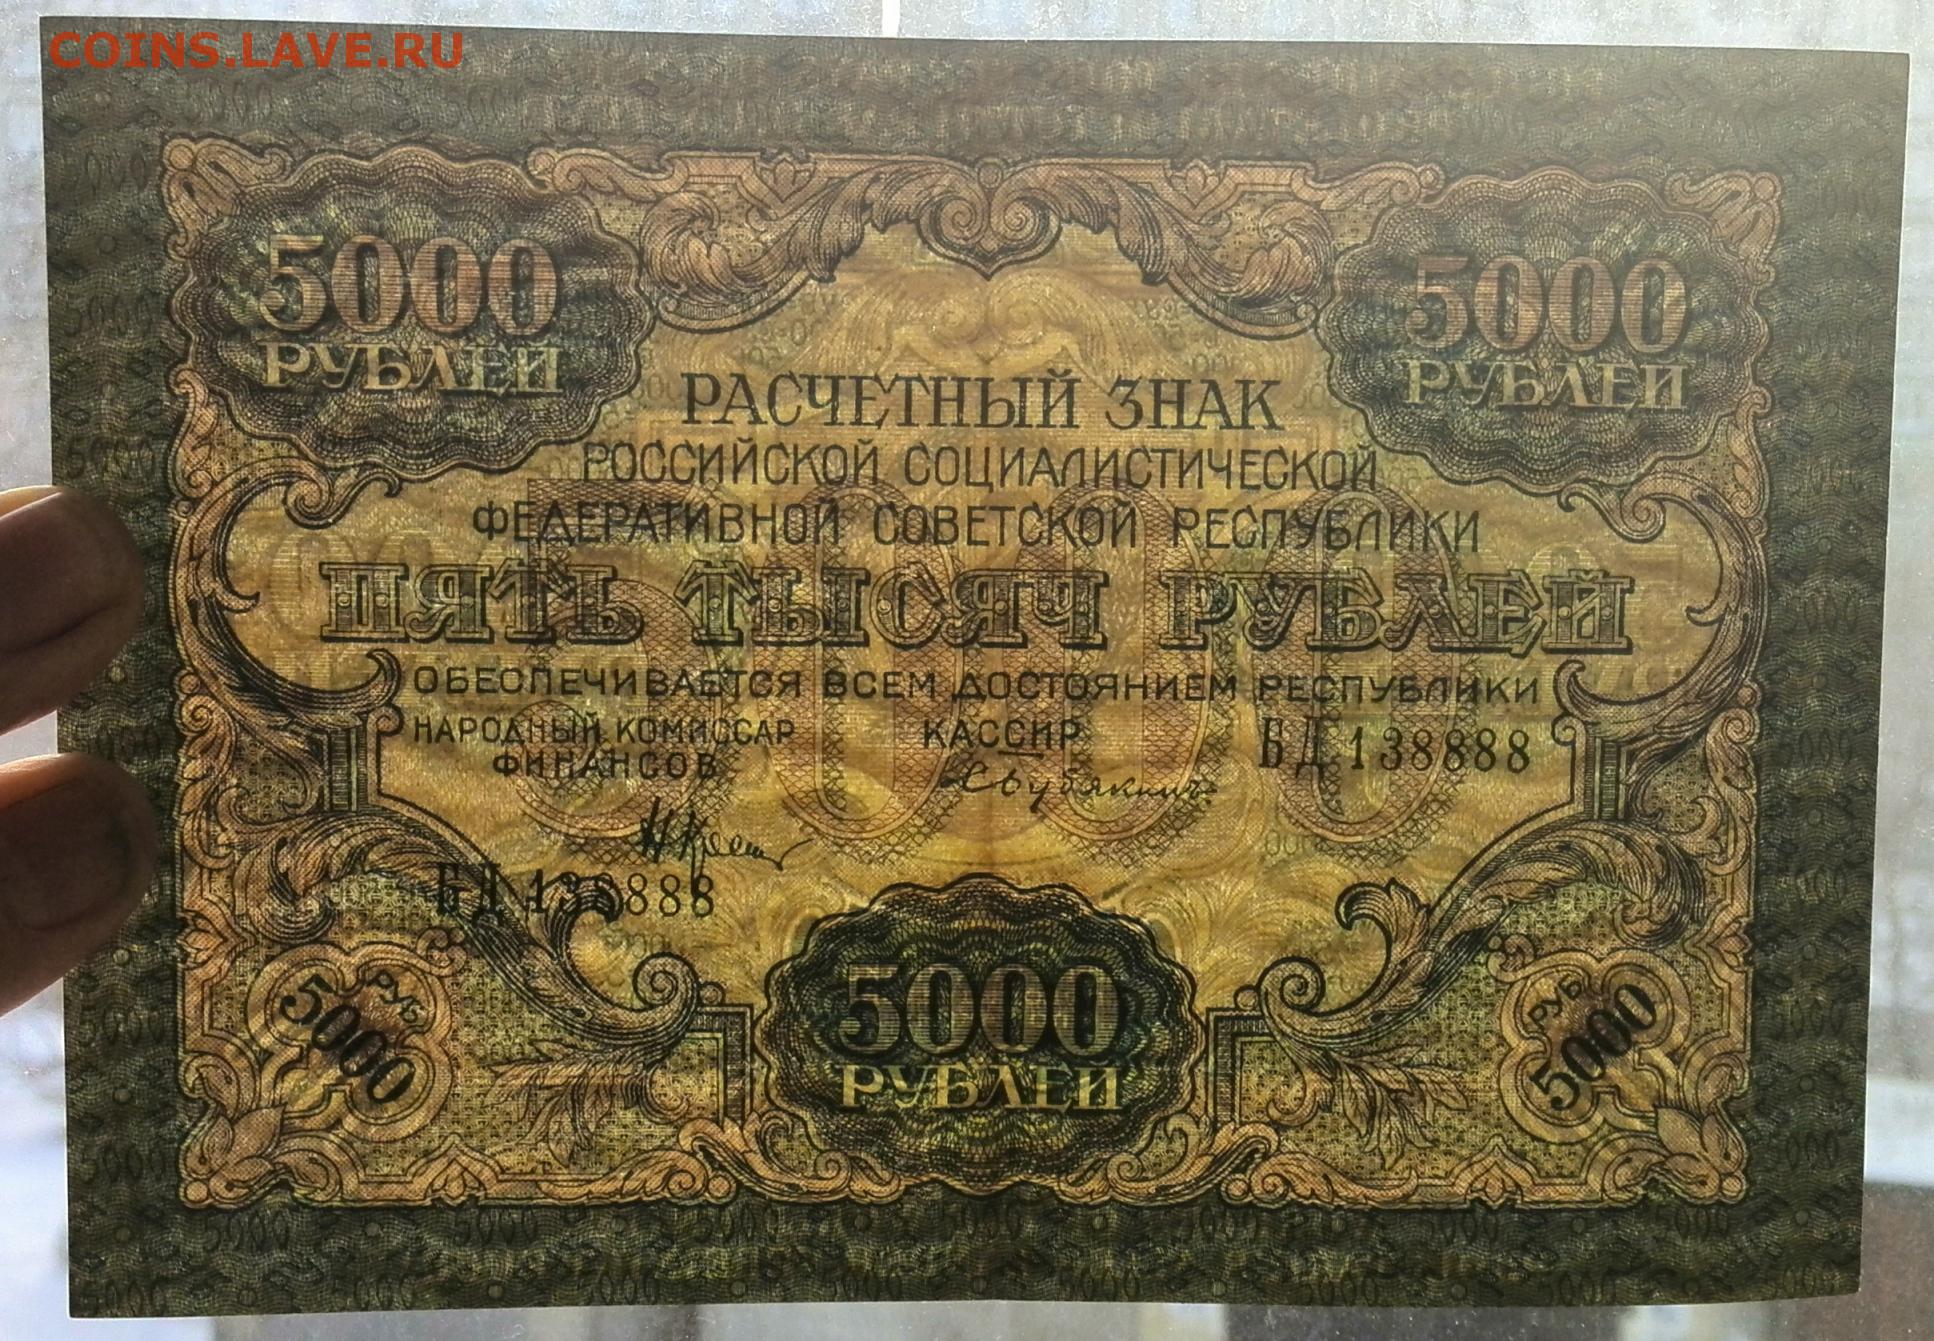 COINS.LAVE.RU
5000
РУБЛЕЙ
5000
РУБЛЕЙ
РАСЧЕТНЫЙ ЗНАК
РОССИЙСКОЙ СОЦИАЛИСТИЧЕСКОЙ
ФЕДЕРАТИВНОЙ СОВЕТСКОЙ РЕСПУБЛИКИ
ПЯТЬ ТЫСЯЧ РУБЛЕЙ
5000
ОБЕСПЕЧИВАЕТСЯ ВСЕМ ДОСТОЯНИЕМ РЕСПУБЛИКИ
НАРОДНЫЙ КОМИССАР
ФИНАНСОВ
КАССИР
БД 138888
БД 138888
5000
РУБЛЕЙ
РУБ
5000
РУБ
5000